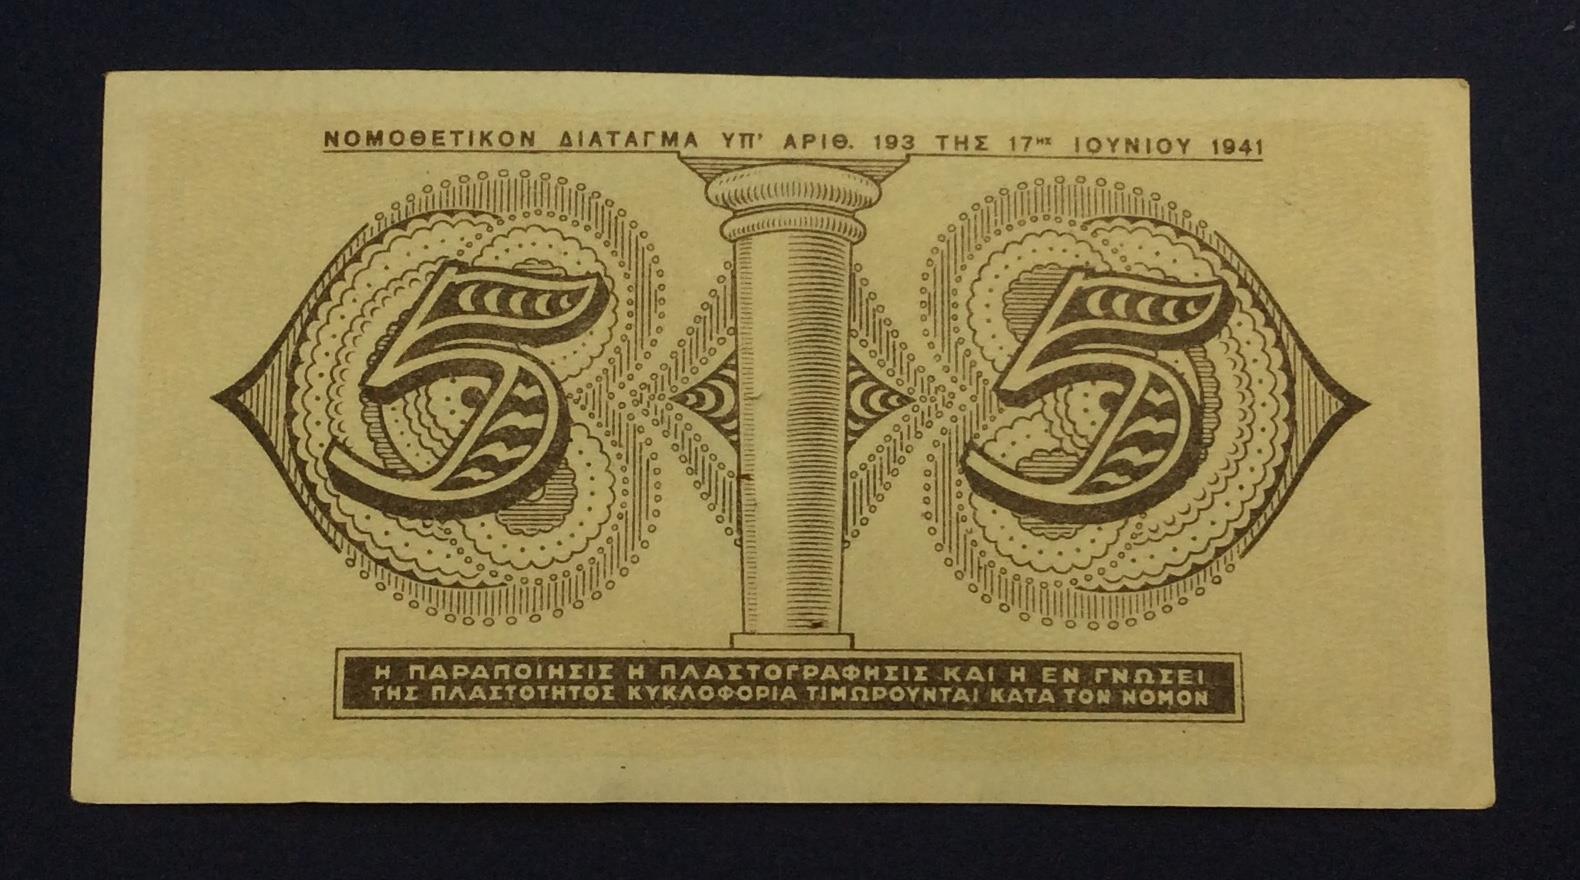 ΝΟΜΟΘΕΤΙΚΟΝ ΔΙΑΤΑΓΜΑ ΥΠ' ΑΡΙΘ. 193 ΤΗΣ 17ΗΣ ΙΟΥΝΙΟΥ 1941
5 5
Η ΠΑΡΑΠΟΙΗΣΙΣ Η ΠΛΑΣΤΟΓΡΑΦΗΣΙΣ ΚΑΙ Η ΕΝ ΓΝΩΣΕΙ
ΤΗΣ ΠΛΑΣΤΟΤΗΤΟΣ ΚΥΚΛΟΦΟΡΙΑ ΤΙΜΩΡΟΥΝΤΑΙ ΚΑΤΑ ΤΟΝ ΝΟΜΟΝ